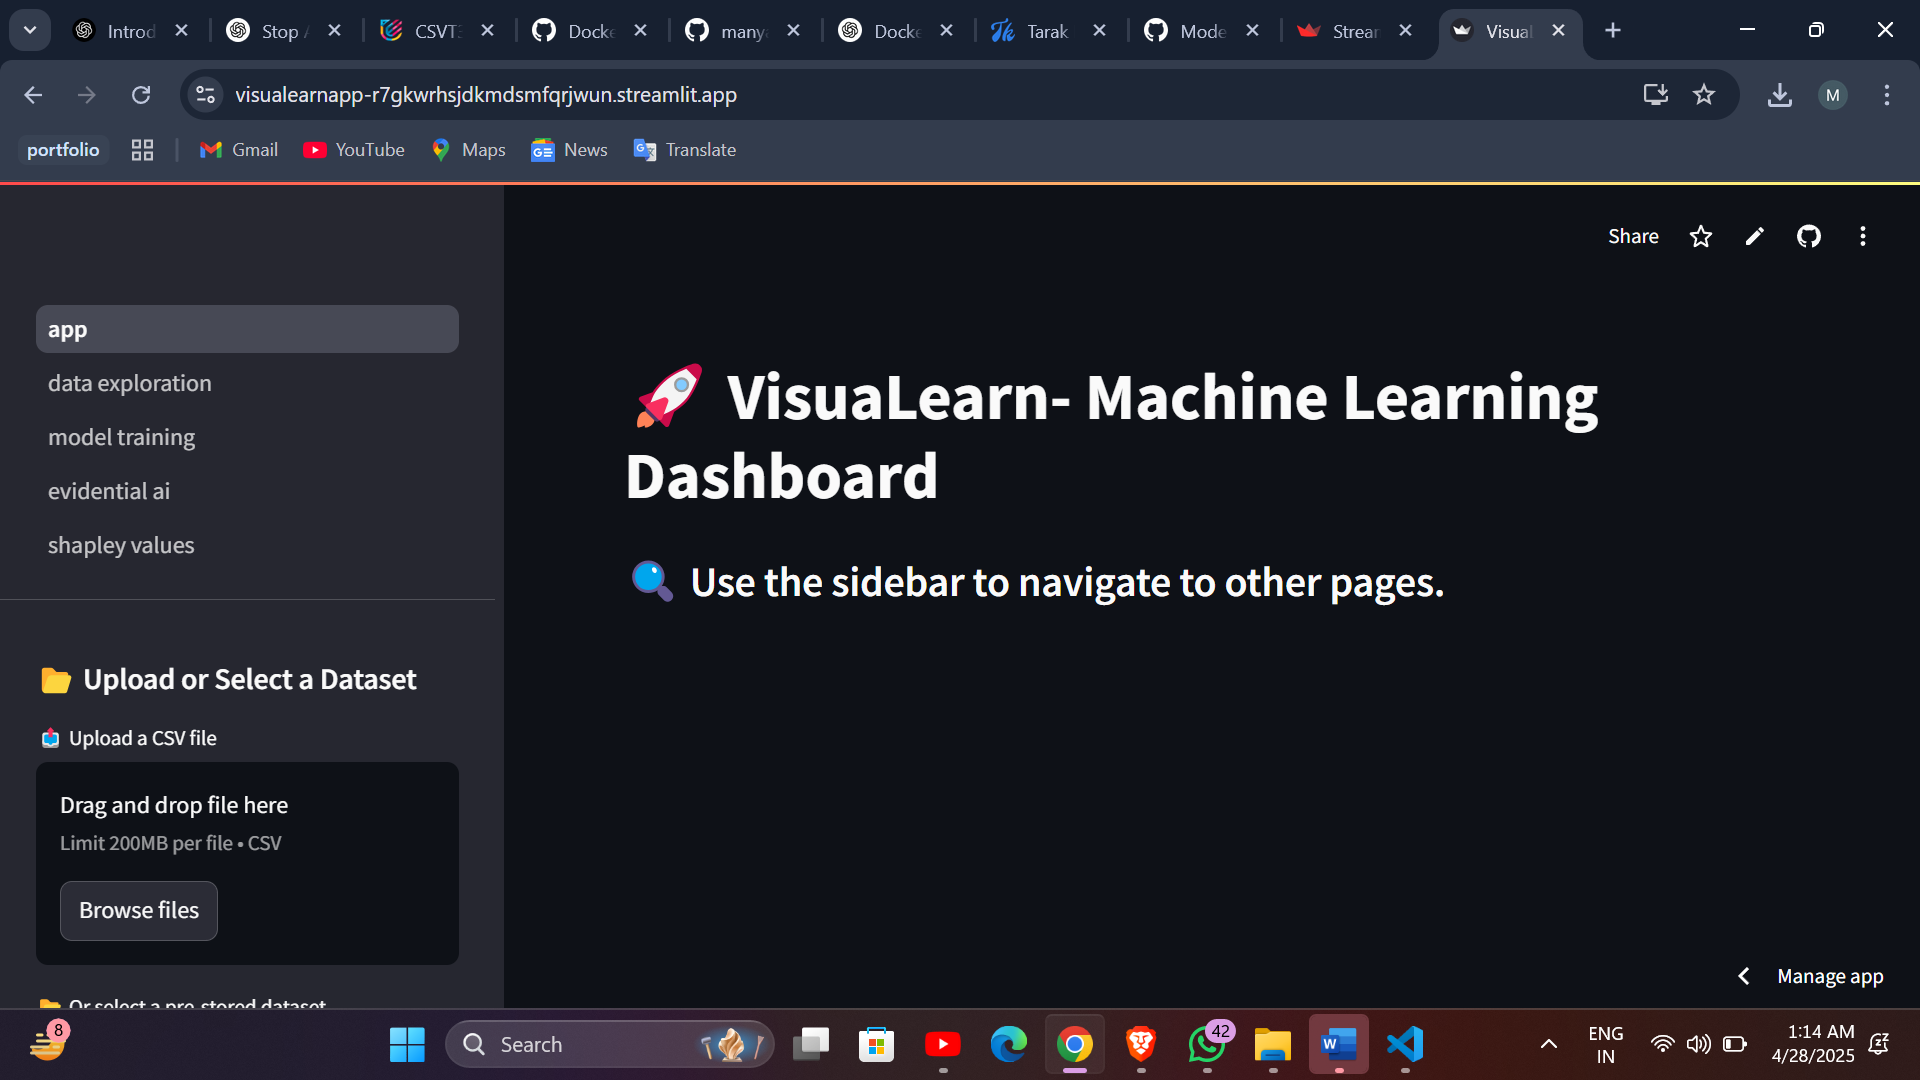 Introd
Stop
CSVT
Docke
many
Docke
Tarak
Mode
Strear
Visual
visualearnapp-r7gkwrhsjdkmdsmfqrjwun.streamlit.app
M
portfolio
Gmail
YouTube
Maps
News
Translate
Share
app
data exploration
model training
evidential ai
shapley values
🚀 VisuaLearn- Machine Learning
Dashboard
🔍 Use the sidebar to navigate to other pages.
📂 Upload or Select a Dataset
📤 Upload a CSV file
Drag and drop file here
Limit 200MB per file • CSV
Browse files
📂 Or select a pre-stored dataset
Manage app
8
Search
42
ENG
IN
1:14 AM
4/28/2025